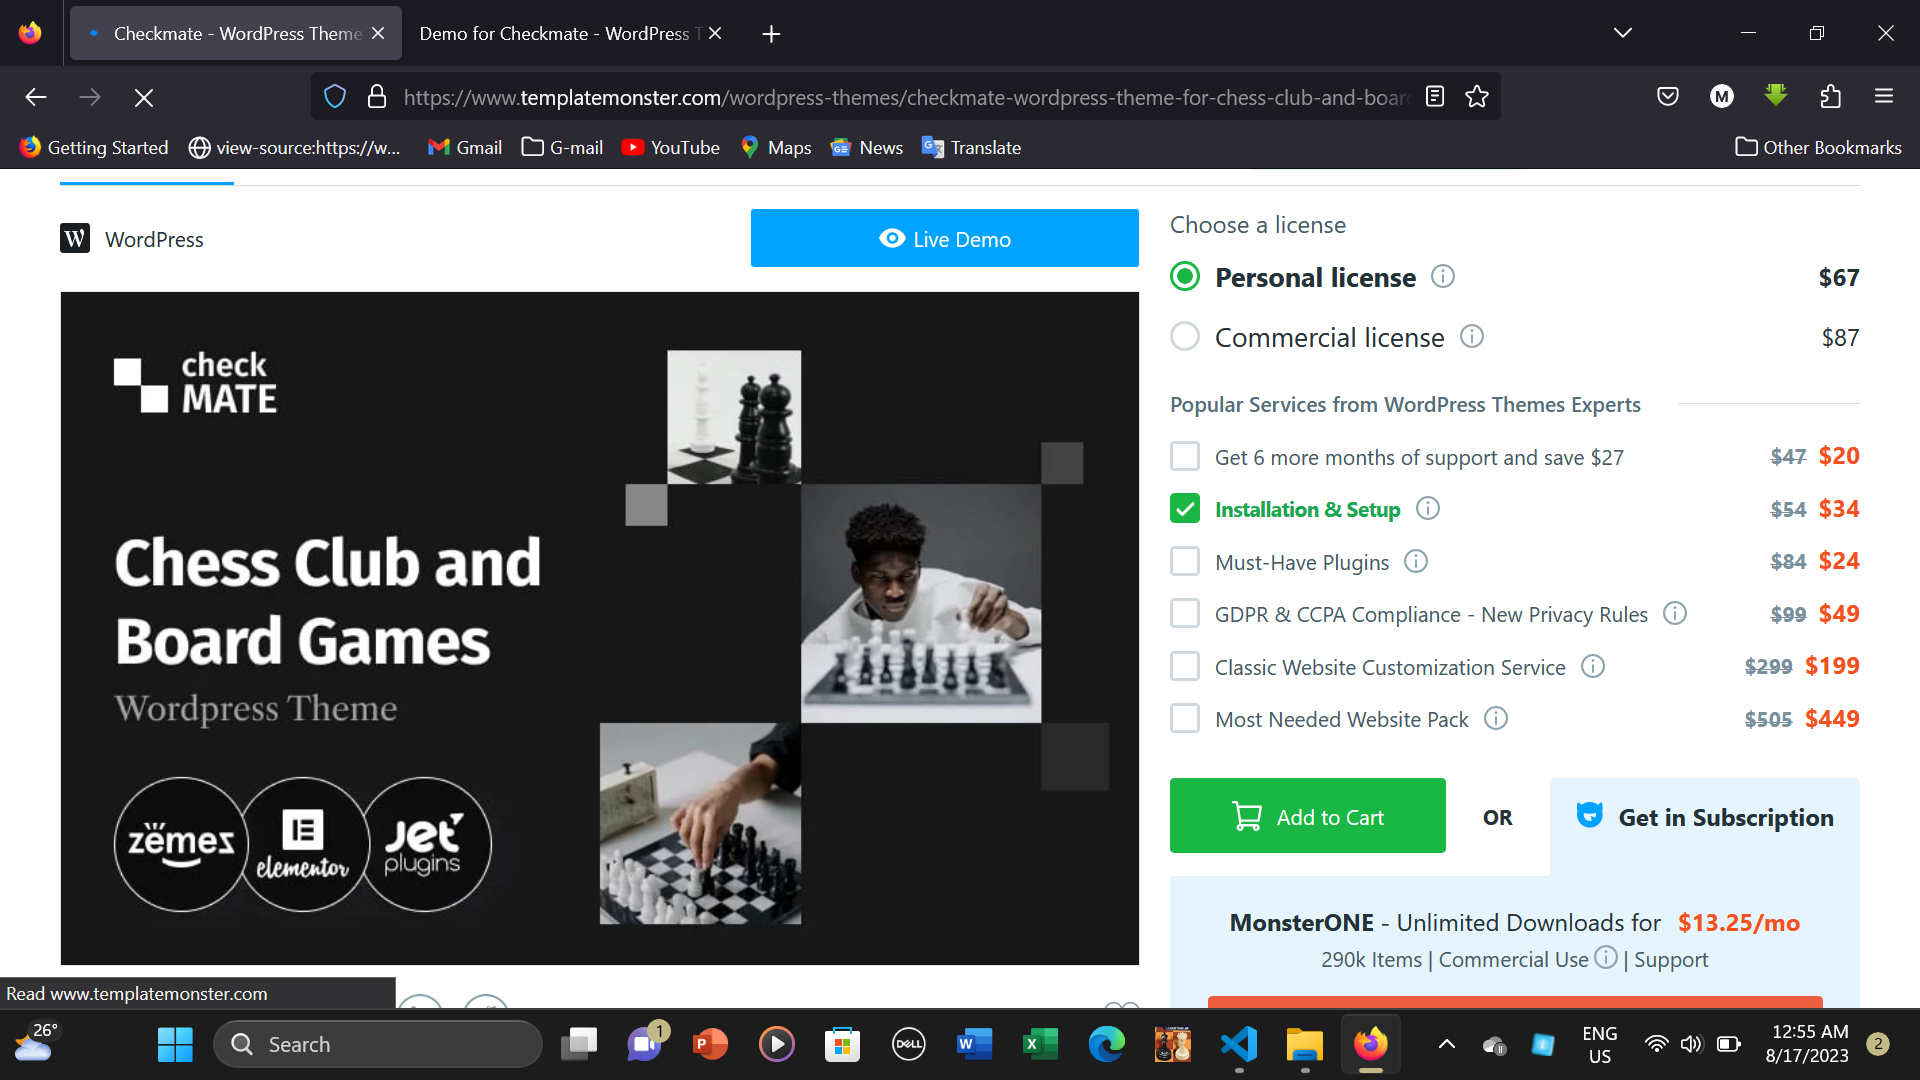 Checkmate - WordPress Theme
Demo for Checkmate - WordPress T
https://www.templatemonster.com/wordpress-themes/checkmate-wordpress-theme-for-chess-club-and-boar
M
Getting Started
view-source:https://w...
Gmail
G-mail
YouTube
Maps
News
Translate
Other Bookmarks
W WordPress
Live Demo
check
MATE
Chess Club and
Board Games
Wordpress Theme
zemez
elementor
jet
plugins
Choose a license
Personal license $67
Commercial license $87
Popular Services from WordPress Themes Experts
Get 6 more months of support and save $27 $47 $20
Installation & Setup $54 $34
Must-Have Plugins $84 $24
GDPR & CCPA Compliance - New Privacy Rules $99 $49
Classic Website Customization Service $299 $199
Most Needed Website Pack $505 $449
Add to Cart
OR
Get in Subscription
MonsterONE - Unlimited Downloads for $13.25/mo
290k Items | Commercial Use | Support
Read www.templatemonster.com
26°
Search
1
P
DELL
W
X
ENG
US
12:55 AM
8/17/2023
2